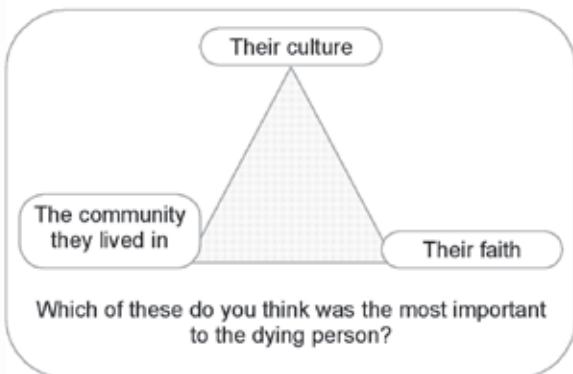 Their culture
The community
they lived in
Their faith
Which of these do you think was the most important
to the dying person?